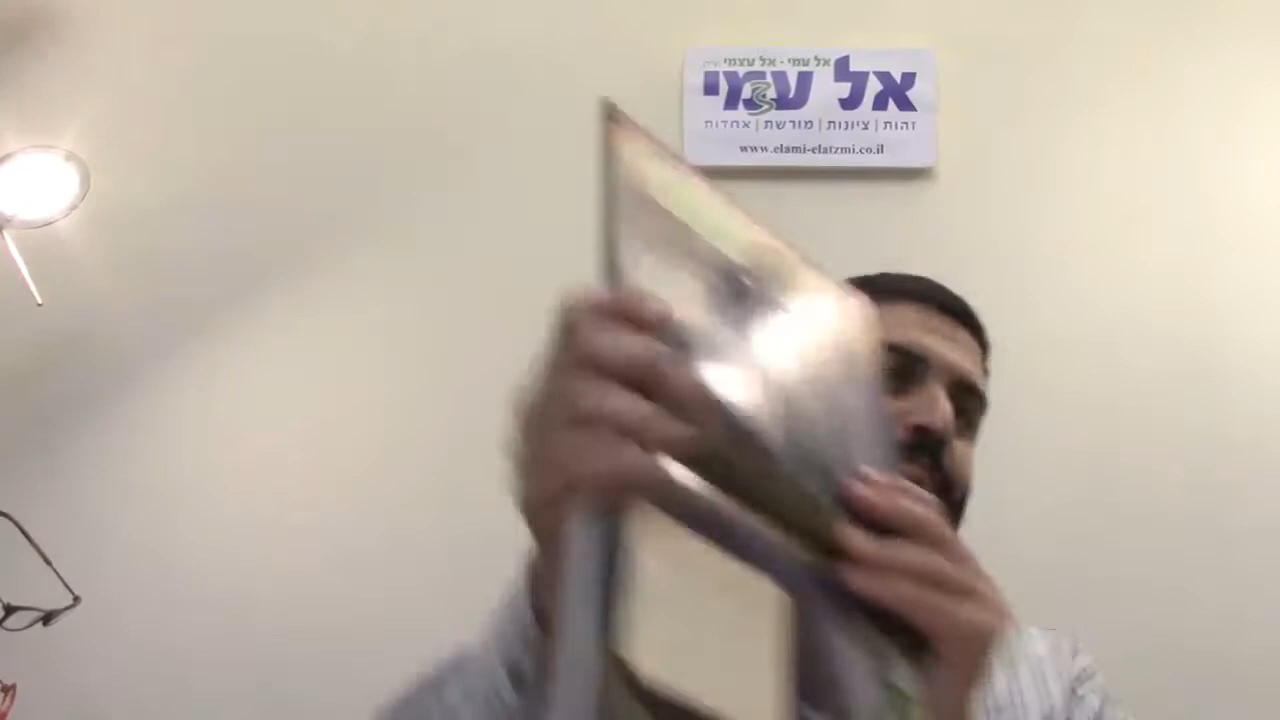 אל עמי - אל עצמי
אל עמי
זהות | ציונות | מורשת | אחדות
www.elami-elatzmi.co.il